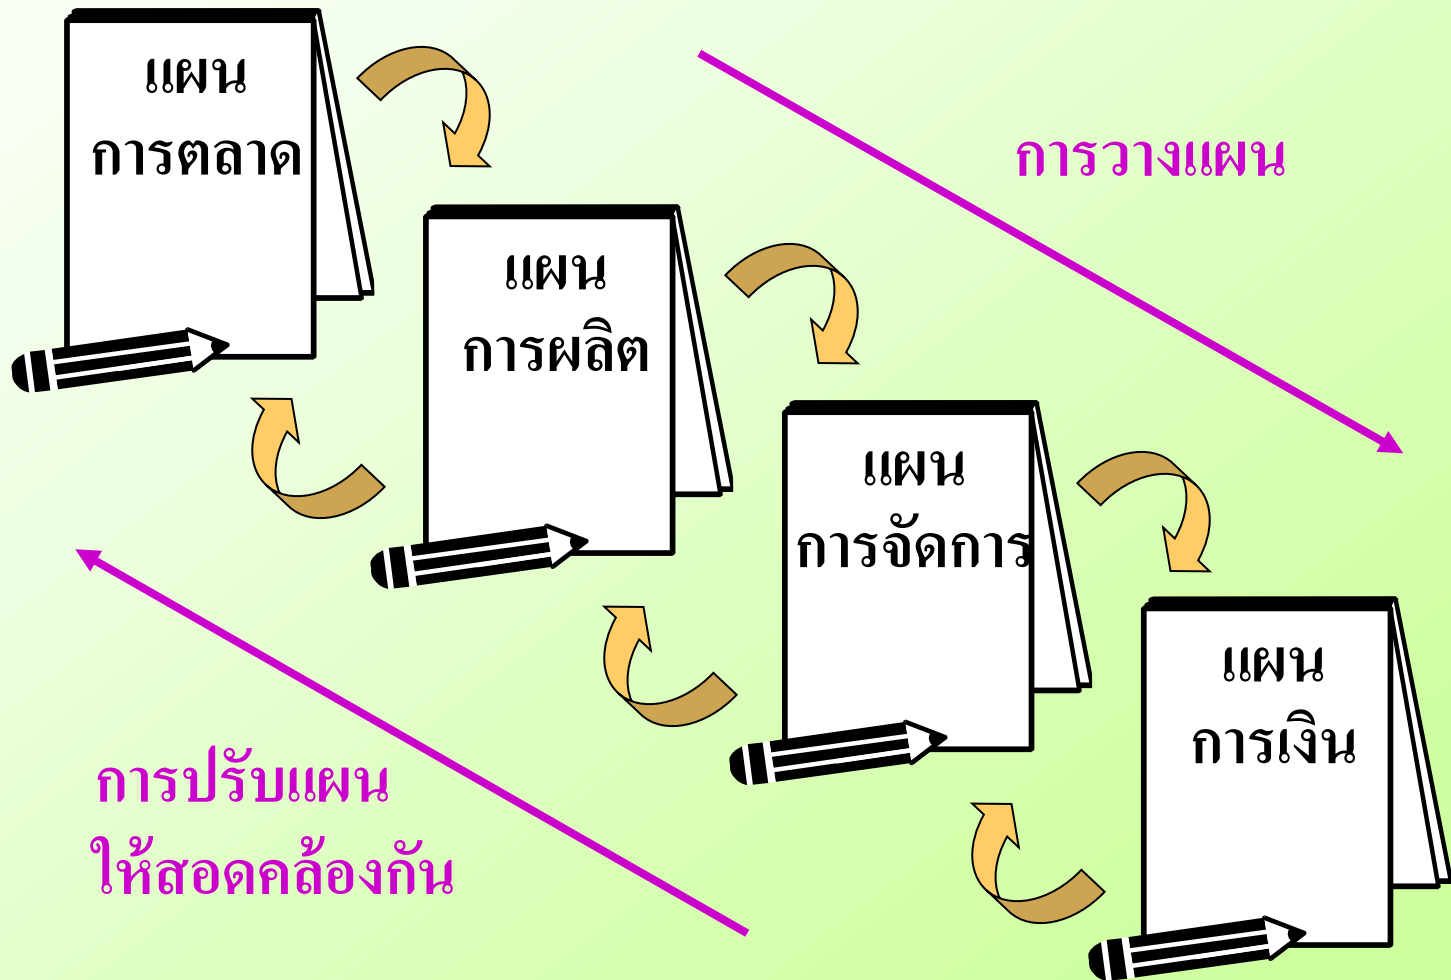 แผน
การตลาด
การวางแผน
แผน
การผลิต
แผน
การจัดการ
แผน
การเงิน
การปรับแผน
ให้สอดคล้องกัน